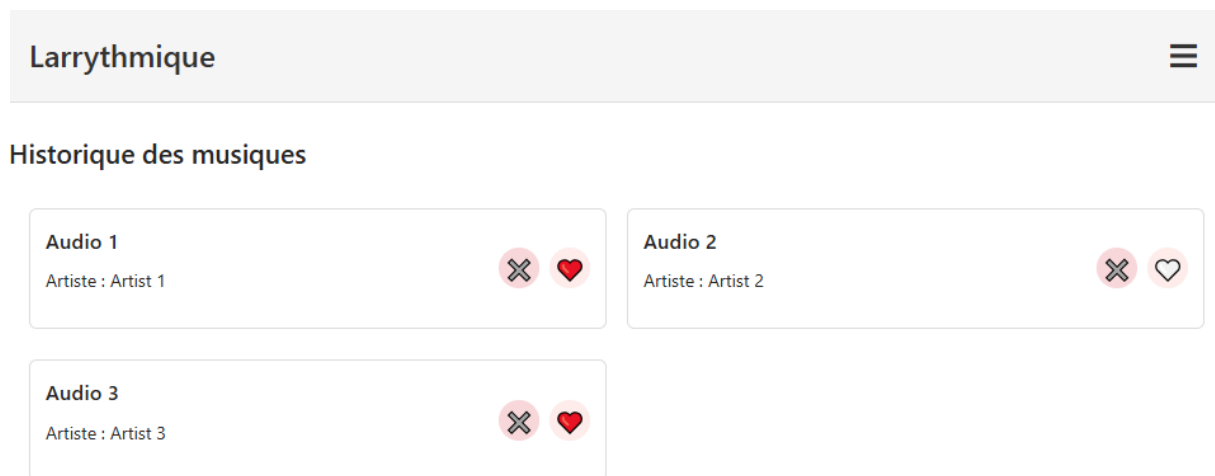 Larrythmique
Historique des musiques
Audio 1
Artiste : Artist 1
Audio 2
Artiste : Artist 2
Audio 3
Artiste : Artist 3